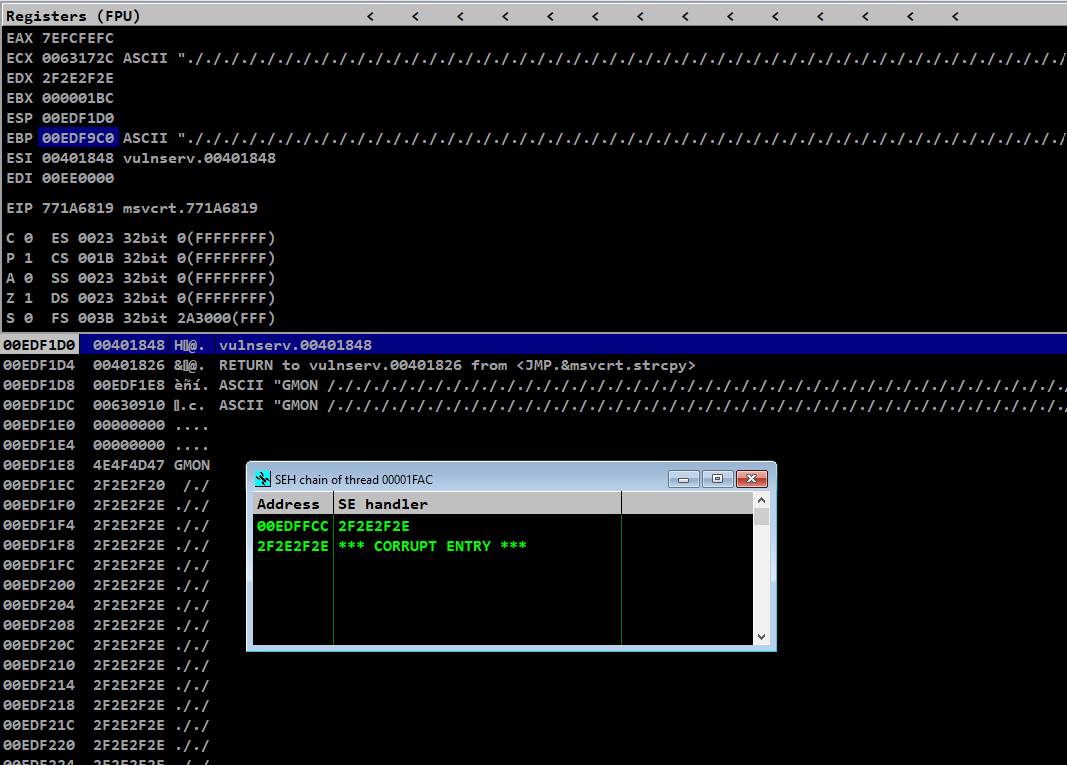 Registers (FPU) < < < < < < < < < < < < < <
EAX 7EFCFEFC
ECX 0063172C ASCII "././././././././././././././././././././././././././././././././././././././././././././././././/
EDX 2F2E2F2E
EBX 000001BC
ESP 00EDF1D0
EBP 00EDF9C0 ASCII "././././././././././././././././././././././././././././././././././././././././././././././././/
ESI 00401848 vulnserv.00401848
EDI 00EE0000
EIP 771A6819 msvcrt.771A6819
C 0 ES 0023 32bit 0(FFFFFFFF)
P 1 CS 001B 32bit 0(FFFFFFFF)
A 0 SS 0023 32bit 0(FFFFFFFF)
Z 1 DS 0023 32bit 0(FFFFFFFF)
S 0 FS 003B 32bit 2A3000(FFF)
00EDF1D0 00401848 H@. vulnserv.00401848
00EDF1D4 00401826 &@. RETURN to vulnserv.00401826 from <JMP.&msvcrt.strcpy>
00EDF1D8 00EDF1E8 èñí. ASCII "GMON /./././././././././././././././././././././././././././././././././././././././././.
00EDF1DC 00630910 .c. ASCII "GMON /./././././././././././././././././././././././././././././././././././././././././.
00EDF1E0 00000000 ....
00EDF1E4 00000000 ....
00EDF1E8 4E4F4D47 GMON
00EDF1EC 2F2E2F20 /./
00EDF1F0 2F2E2F2E ././
00EDF1F4 2F2E2F2E ././
00EDF1F8 2F2E2F2E ././
00EDF1FC 2F2E2F2E ././
00EDF200 2F2E2F2E ././
00EDF204 2F2E2F2E ././
00EDF208 2F2E2F2E ././
00EDF20C 2F2E2F2E ././
00EDF210 2F2E2F2E ././
00EDF214 2F2E2F2E ././
00EDF218 2F2E2F2E ././
00EDF21C 2F2E2F2E ././
00EDF220 2F2E2F2E ././
SEH chain of thread 00001FAC
Address SE handler
00EDFFCC 2F2E2F2E
2F2E2F2E *** CORRUPT ENTRY ***